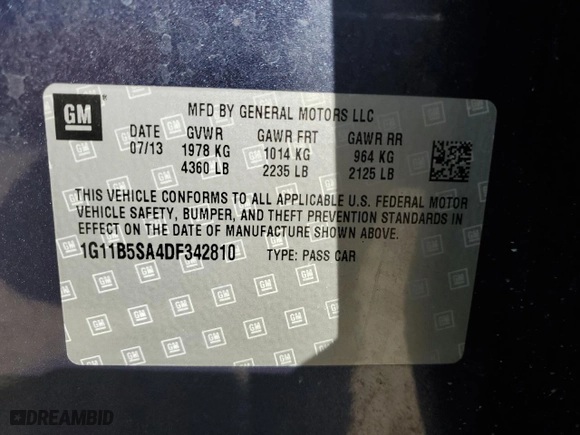 GM
MFD BY GENERAL MOTORS LLC
DATE GVWR GAWR FRT GAWR RR
07/13 1978 KG 1014 KG 964 KG
4360 LB 2235 LB 2125 LB
THIS VEHICLE CONFORMS TO ALL APPLICABLE U.S. FEDERAL MOTOR
VEHICLE SAFETY, BUMPER, AND THEFT PREVENTION STANDARDS IN
EFFECT ON THE DATE OF MANUFACTURE SHOWN ABOVE.
1G11B5SA4DF342810 TYPE: PASS CAR
DREAMBID